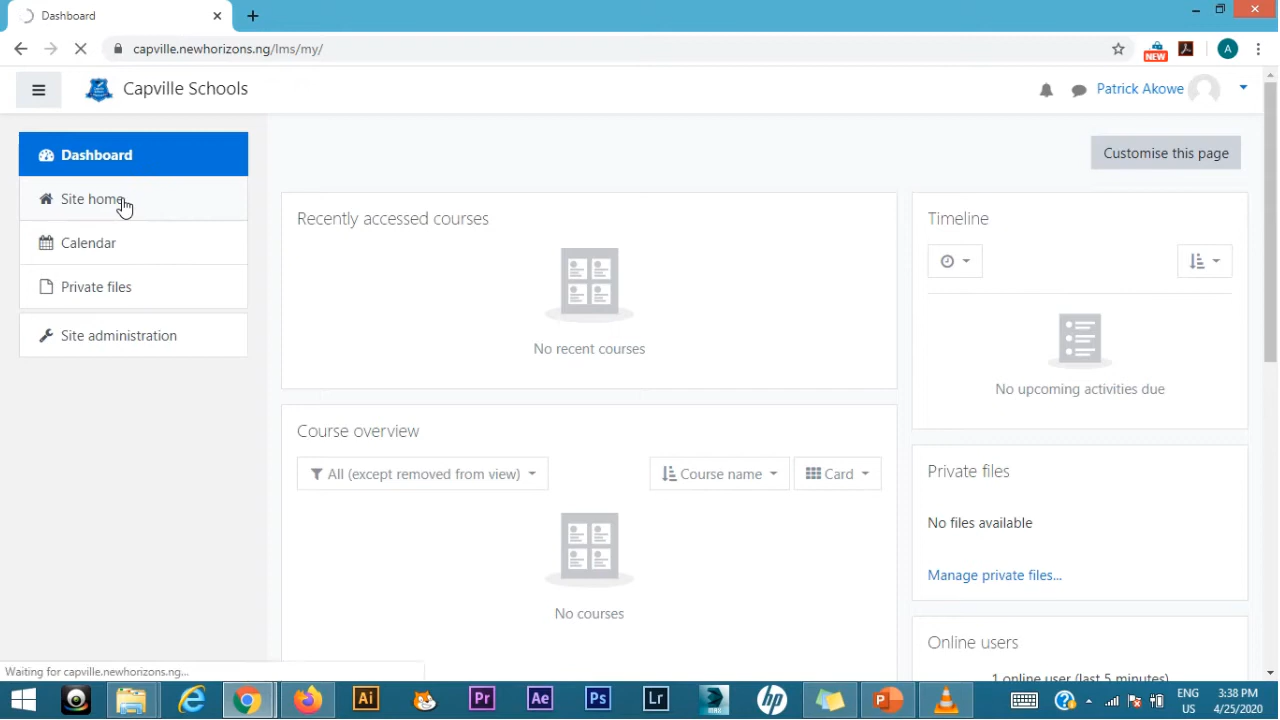 Dashboard
capville.newhorizons.ng/lms/my/
NEW
A
Capville Schools
Patrick Akowe
Dashboard
Site home
Calendar
Private files
Site administration
Customise this page
Recently accessed courses
No recent courses
Timeline
No upcoming activities due
Course overview
All (except removed from view)
Course name
Card
No courses
Private files
No files available
Manage private files...
Online users
1 online user (last 5 minutes)
Waiting for capville.newhorizons.ng...
Ai
Pr
Ae
Ps
Lr
hp
ENG
US
3:38 PM
4/25/2020